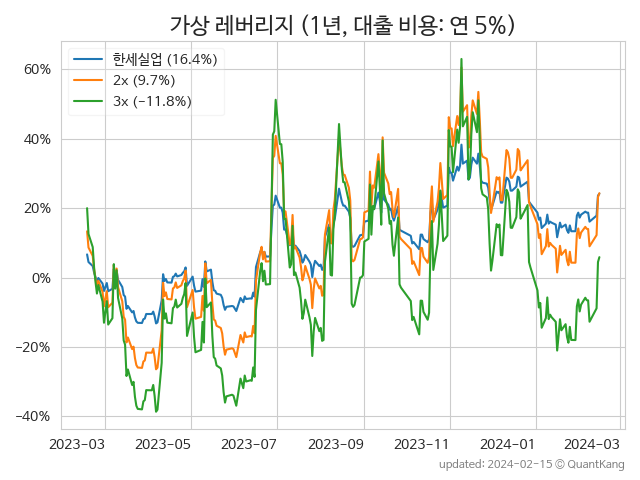 가상 레버리지 (1년, 대출 비용: 연 5%)
한세실업 (16.4%)
2x (9.7%)
3x (−11.8%)
60%
40%
20%
0%
−20%
−40%
2023−03 2023−05 2023−07 2023−09 2023−11 2024−01 2024−03
updated: 2024−02−15 © QuantKang